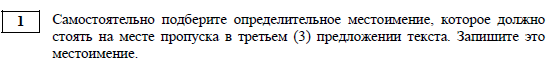 1 Самостоятельно подберите определительное местоимение, которое должно
стоять на месте пропуска в третьем (3) предложении текста. Запишите это
местоимение.